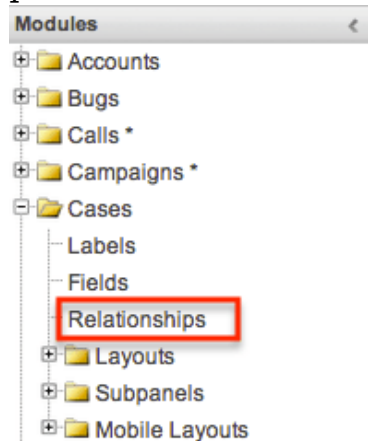 Modules
Accounts
Bugs
Calls *
Campaigns *
Cases
Labels
Fields
Relationships
Layouts
Subpanels
Mobile Layouts